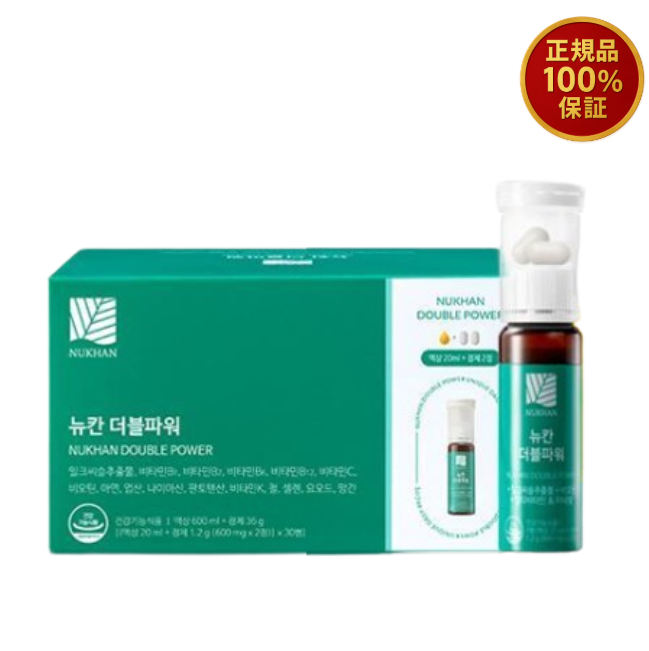 正規品
100%
保証
NUKHAN
뉴칸 더블파워
NUKHAN DOUBLE POWER
밀크씨슬추출물, 비타민B1, 비타민B2, 비타민B6, 비타민B12, 비타민C,
비오틴, 아연, 엽산, 나이아신, 판토텐산, 비타민K, 철, 셀렌, 요오드, 망간
건강기능식품 | 액상 600 ml + 정제 36 g
[(액상 20 ml + 정제 1.2 g (600 mg x 2정)) x 30병]
NUKHAN
DOUBLE POWER
액상 20ml + 정제 2정
NUKHAN
뉴칸
더블파워
NUKHAN DOUBLE POWER